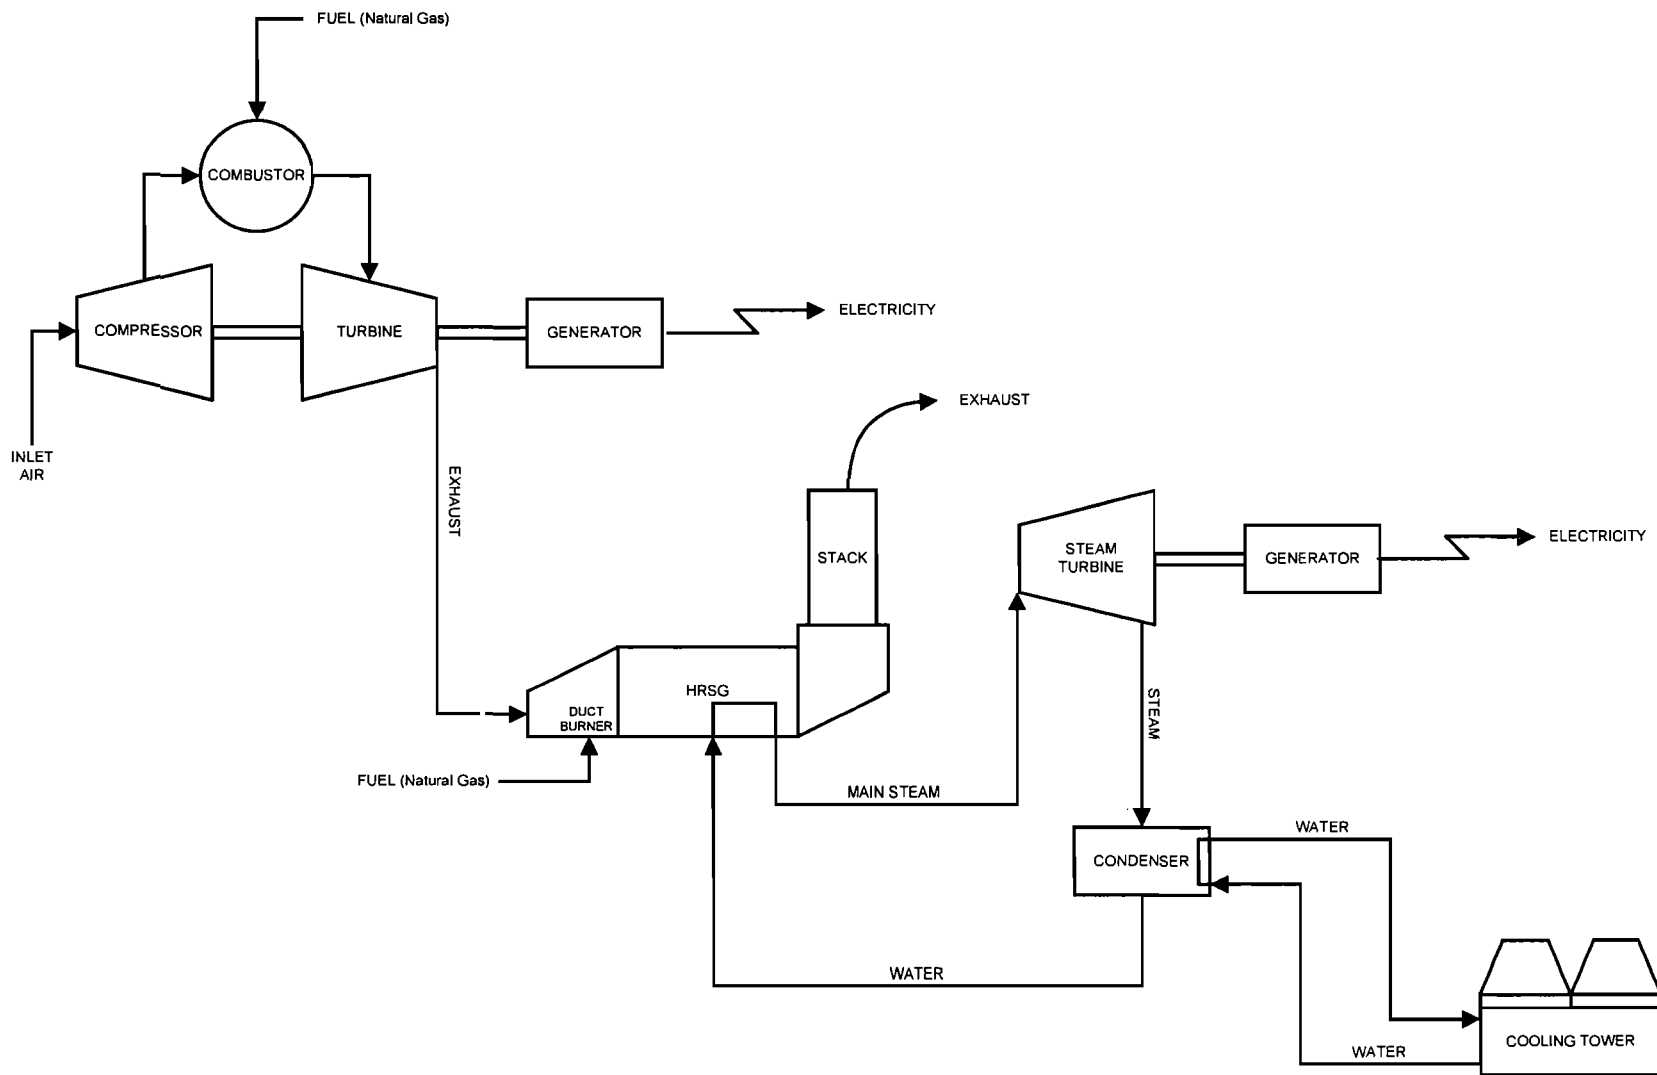 FUEL (Natural Gas)
COMBUSTOR
COMPRESSOR
TURBINE
GENERATOR
ELECTRICITY
INLET
AIR
EXHAUST
EXHAUST
STACK
STEAM
TURBINE
GENERATOR
ELECTRICITY
HRSG
DUCT
BURNER
FUEL (Natural Gas)
MAIN STEAM
STEAM
CONDENSER
WATER
WATER
WATER
COOLING TOWER